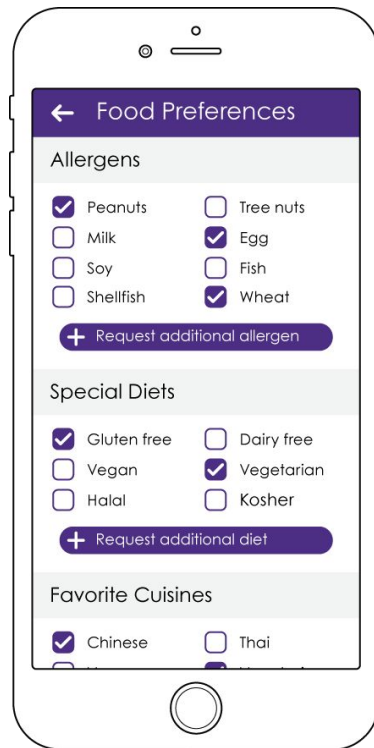 Food Preferences
Allergens
Peanuts Tree nuts
Milk Egg
Soy Fish
Shellfish Wheat
+ Request additional allergen
Special Diets
Gluten free Dairy free
Vegan Vegetarian
Halal Kosher
+ Request additional diet
Favorite Cuisines
Chinese Thai